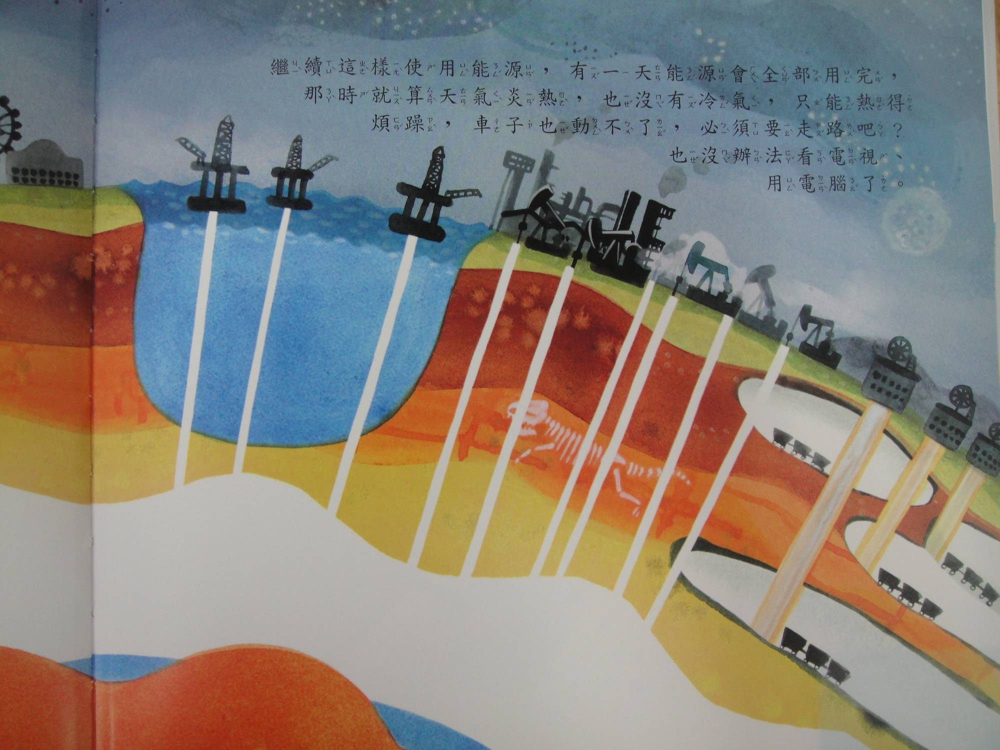 繼續這樣使用能源，有一天能源會全部用完，
那時就算天氣炎熱，也沒有冷氣，只能熱得
煩躁，車子也動不了，必須要走路吧？
也沒辦法看電視、
用電腦了。